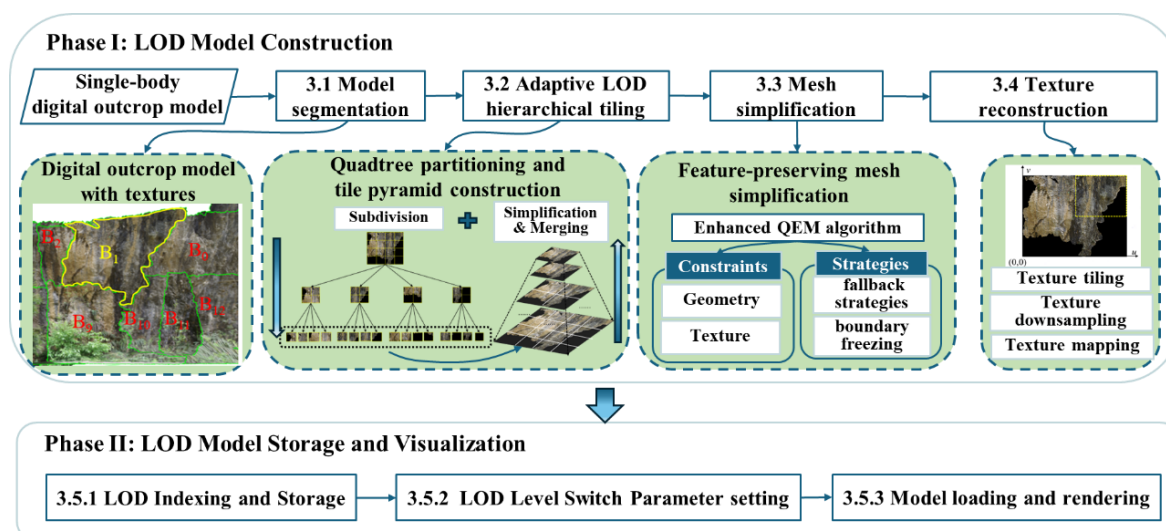 Phase I: LOD Model Construction
Single-body
digital outcrop model
3.1 Model
segmentation
3.2 Adaptive LOD
hierarchical tiling
3.3 Mesh
simplification
3.4 Texture
reconstruction
Digital outcrop model
with textures
B2
B1
B9
B9
B10
B11
B12
Quadtree partitioning and
tile pyramid construction
Subdivision
Simplification
& Merging
Feature-preserving mesh
simplification
Enhanced QEM algorithm
Constraints
Geometry
Texture
Strategies
fallback
strategies
boundary
freezing
v
u
(0,0)
Texture tiling
Texture
downsampling
Texture mapping
Phase II: LOD Model Storage and Visualization
3.5.1 LOD Indexing and Storage
3.5.2 LOD Level Switch Parameter setting
3.5.3 Model loading and rendering